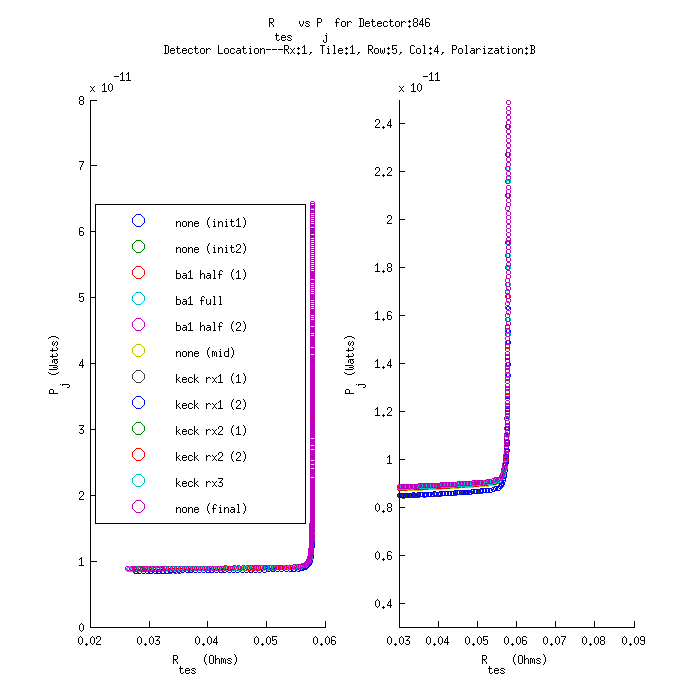 R    vs P  for Detector:846
tes    j
Detector Location---Rx:1, Tile:1, Row:5, Col:4, Polarization:B
x 10^-11
8
7
6
5
4
3
2
1
0
0.02 0.03 0.04 0.05 0.06
P j (Watts)
R tes (Ohms)
none (init1)
none (init2)
ba1 half (1)
ba1 full
ba1 half (2)
none (mid)
keck rx1 (1)
keck rx1 (2)
keck rx2 (1)
keck rx2 (2)
keck rx3
none (final)
x 10^-11
2.4
2.2
2
1.8
1.6
1.4
1.2
1
0.8
0.6
0.4
0.03 0.04 0.05 0.06 0.07 0.08 0.09
P j (Watts)
R tes (Ohms)